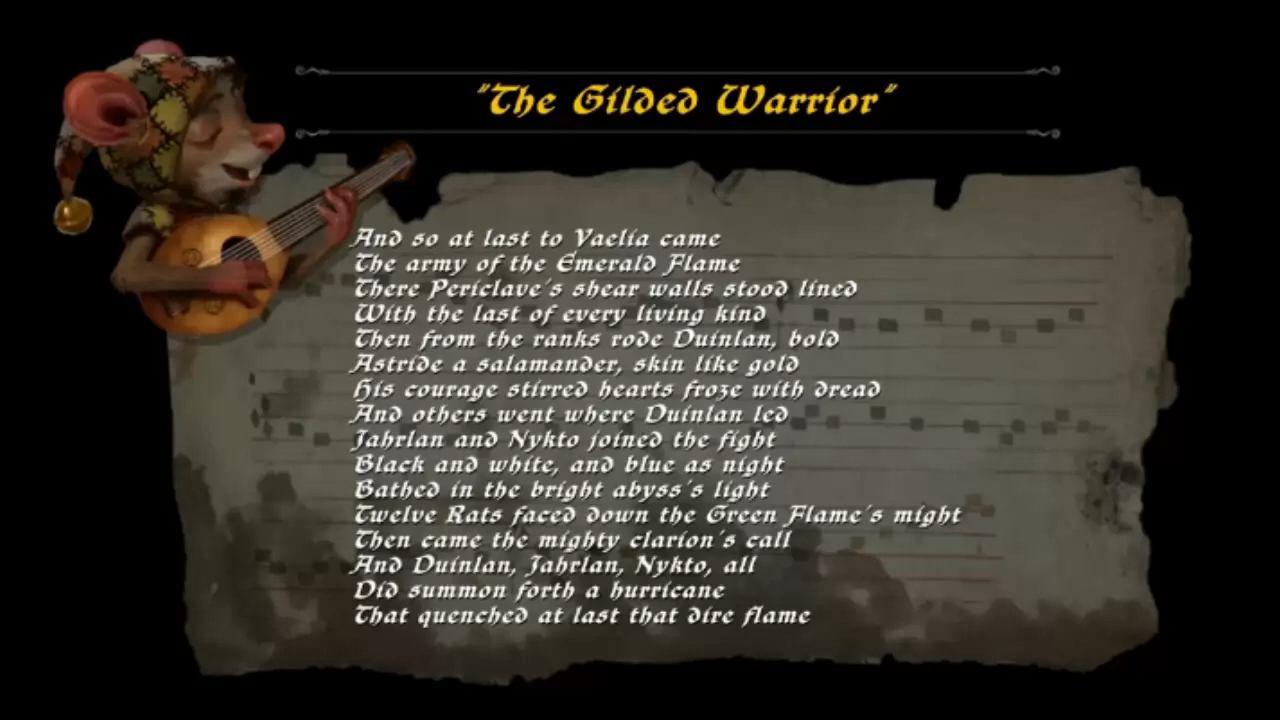 "The Gilded Warrior"
And so at last to Vaelia came
The army of the Emerald Flame
There Periclave's shear walls stood lined
With the last of every living kind
Then from the ranks rode Duinlan, bold
Astride a salamander, skin like gold
His courage stirred hearts froze with dread
And others went where Duinlan led
Jahrlan and Nykto joined the fight
Black and white, and blue as night
Bathed in the bright abyss's light
Twelve Rats faced down the Green Flame's might
Then came the mighty clarion's call
And Duinlan, Jahrlan, Nykto, all
Did summon forth a hurricane
That quenched at last that dire flame